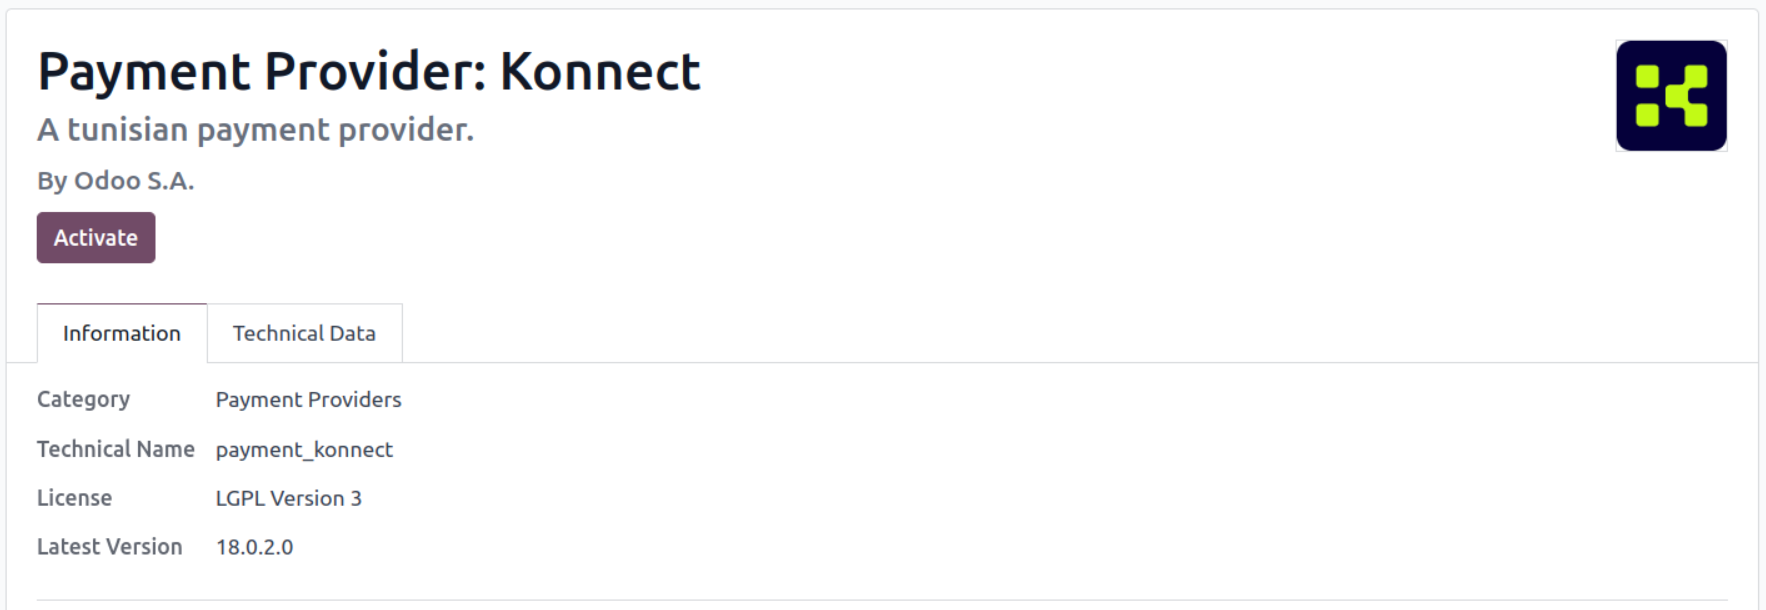 Payment Provider: Konnect
A tunisian payment provider.
By Odoo S.A.
Activate
Information Technical Data
Category Payment Providers
Technical Name payment_konnect
License LGPL Version 3
Latest Version 18.0.2.0